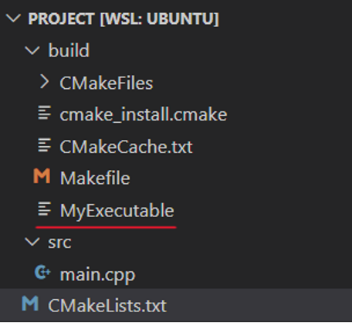 PROJECT [WSL: UBUNTU]
build
CMakeFiles
cmake_install.cmake
CMakeCache.txt
Makefile
MyExecutable
src
main.cpp
CMakeLists.txt